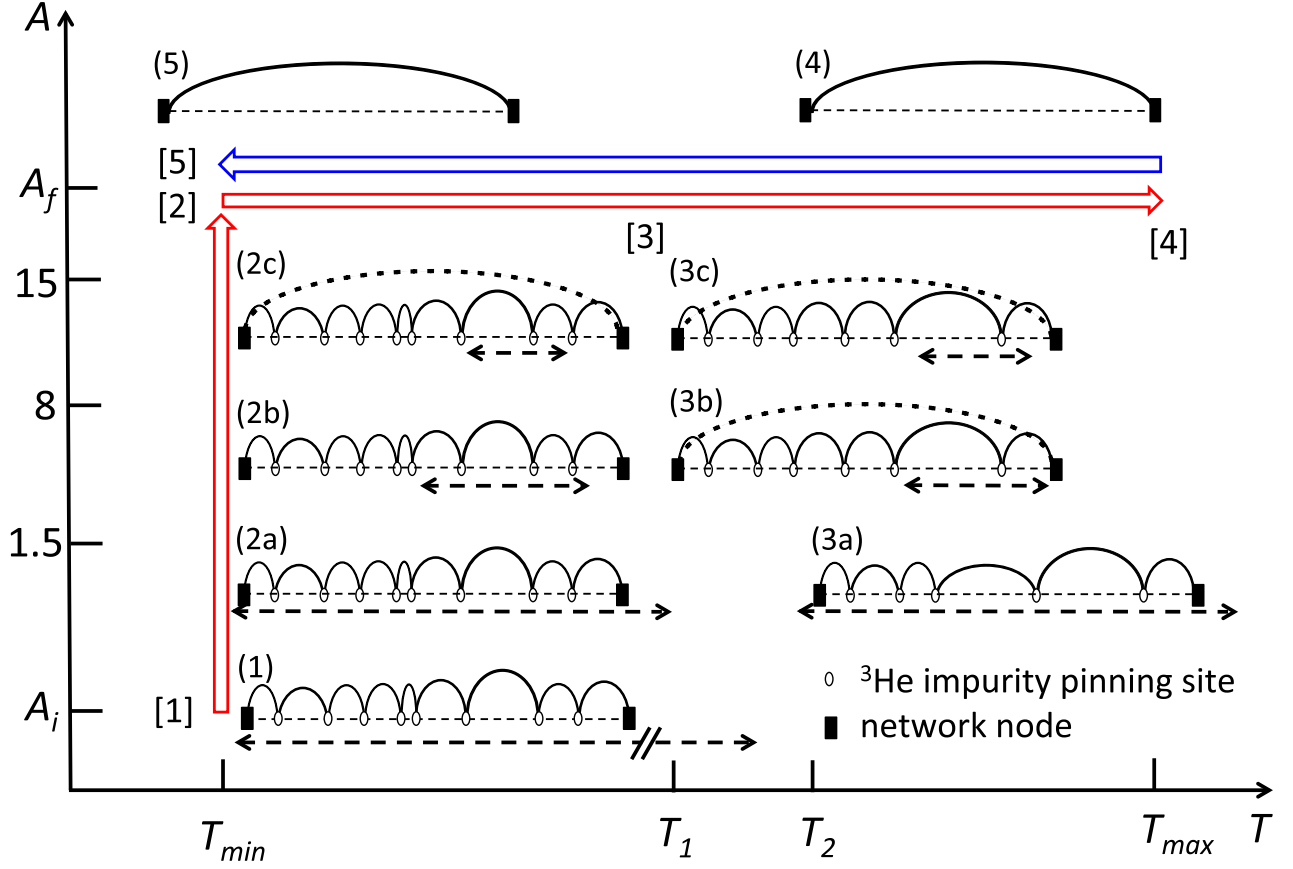 A
(5)
(4)
[5]
A_f
[2]
[3]
[4]
(2c)
(3c)
15
8
(2b)
(3b)
1.5
(2a)
(3a)
(1)
³He impurity pinning site
A_i
[1]
network node
T_min
T_1
T_2
T_max
T